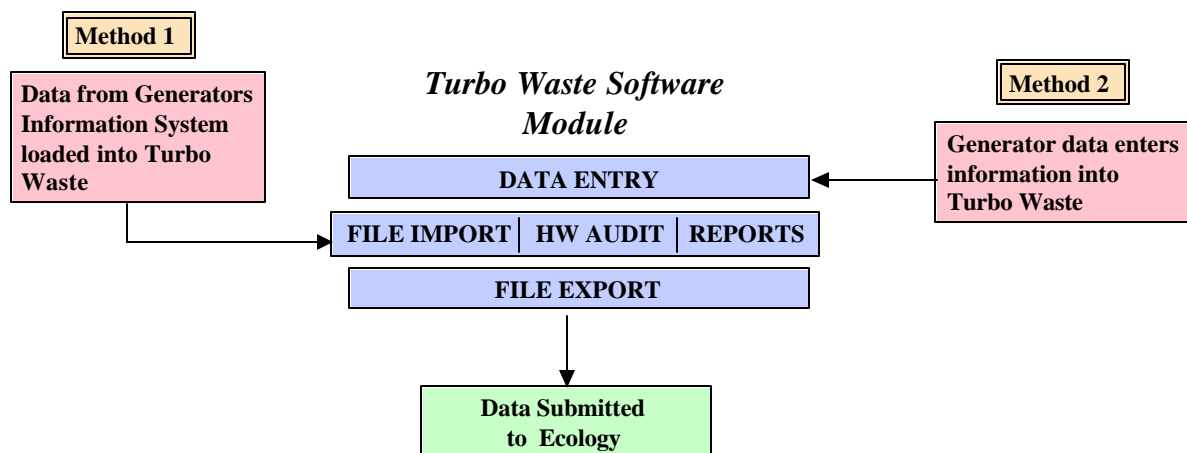 Method 1
Data from Generators
Information System
loaded into Turbo
Waste
Turbo Waste Software
Module
Method 2
Generator data enters
information into
Turbo Waste
DATA ENTRY
FILE IMPORT HW AUDIT REPORTS
FILE EXPORT
Data Submitted
to Ecology